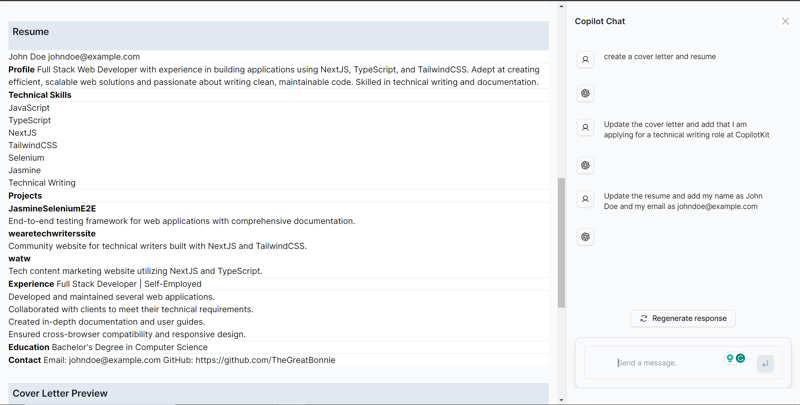 Resume
John Doe johndoe@example.com
Profile Full Stack Web Developer with experience in building applications using NextJS, TypeScript, and TailwindCSS. Adept at creating
efficient, scalable web solutions and passionate about writing clean, maintainable code. Skilled in technical writing and documentation.
Technical Skills
JavaScript
TypeScript
NextJS
TailwindCSS
Selenium
Jasmine
Technical Writing
Projects
JasmineSeleniumE2E
End-to-end testing framework for web applications with comprehensive documentation.
wearetechwriterssite
Community website for technical writers built with NextJS and TailwindCSS.
watw
Tech content marketing website utilizing NextJS and TypeScript.
Experience Full Stack Developer | Self-Employed
Developed and maintained several web applications.
Collaborated with clients to meet their technical requirements.
Created in-depth documentation and user guides.
Ensured cross-browser compatibility and responsive design.
Education Bachelor's Degree in Computer Science
Contact Email: johndoe@example.com GitHub: https://github.com/TheGreatBonnie
Cover Letter Preview
Copilot Chat
create a cover letter and resume
Update the cover letter and add that I am
applying for a technical writing role at CopilotKit
Update the resume and add my name as John
Doe and my email as johndoe@example.com
Regenerate response
Send a message.